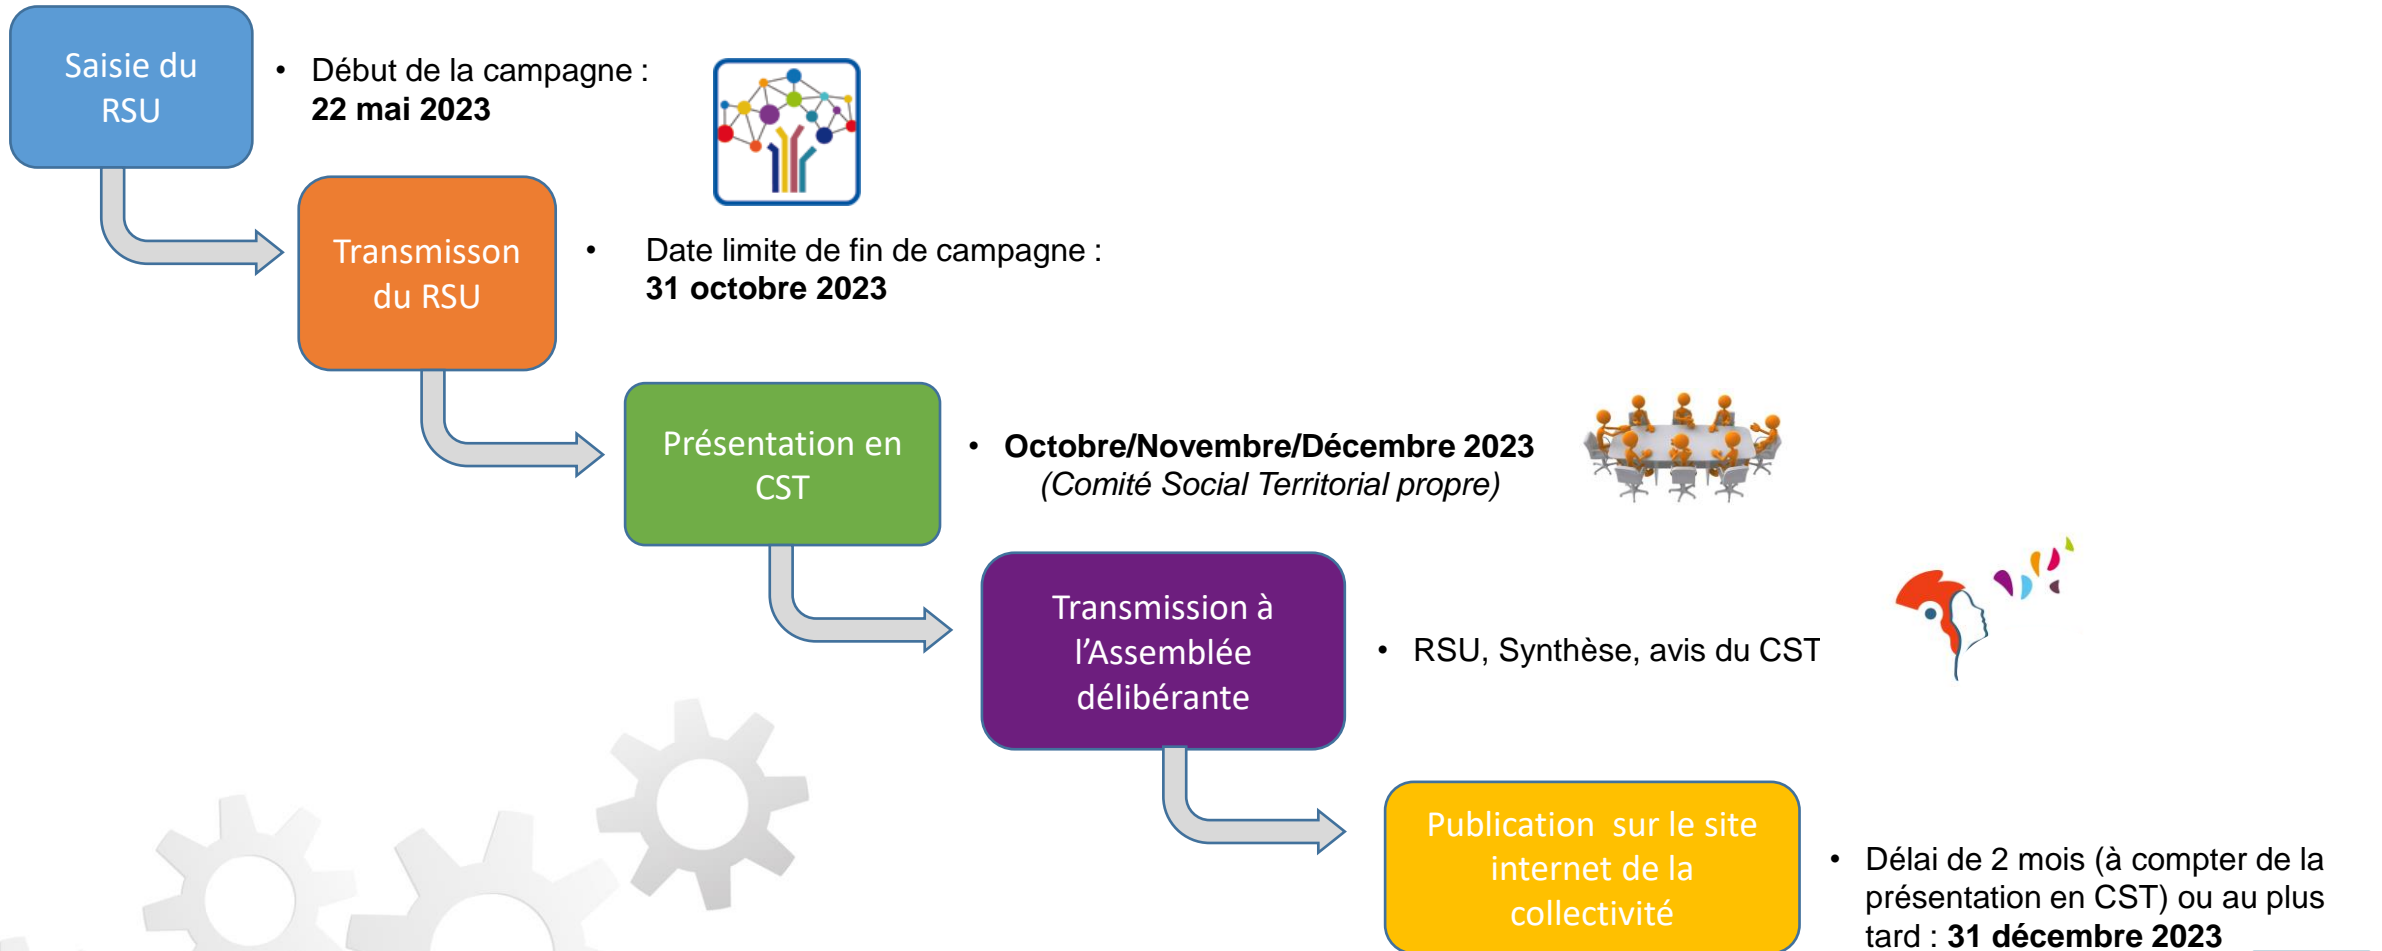 Saisie du
RSU
• Début de la campagne :
22 mai 2023
Transmisson
du RSU
• Date limite de fin de campagne :
31 octobre 2023
Présentation en
CST
• Octobre/Novembre/Décembre 2023
(Comité Social Territorial propre)
Transmission à
l’Assemblée
délibérante
• RSU, Synthèse, avis du CST
Publication sur le site
internet de la
collectivité
• Délai de 2 mois (à compter de la
présentation en CST) ou au plus
tard : 31 décembre 2023